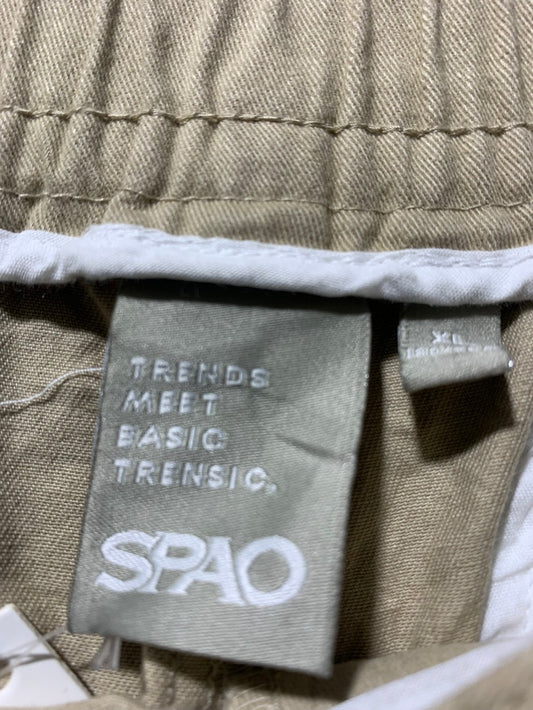 TRENDS
MEET
BASIC
TRENSIC,
SPAO
XL